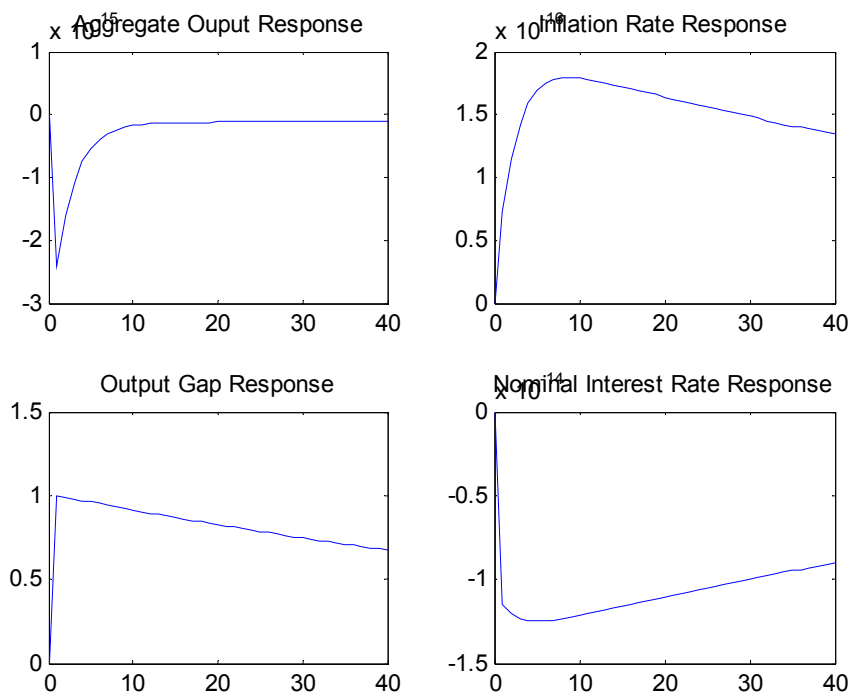 Aggregate Ouput Response
x 10^-15
1
0
-1
-2
-3
0 10 20 30 40
Inflation Rate Response
x 10^-16
2
1.5
1
0.5
0
0 10 20 30 40
Output Gap Response
1.5
1
0.5
0
0 10 20 30 40
Nominal Interest Rate Response
x 10^-14
0
-0.5
-1
-1.5
0 10 20 30 40